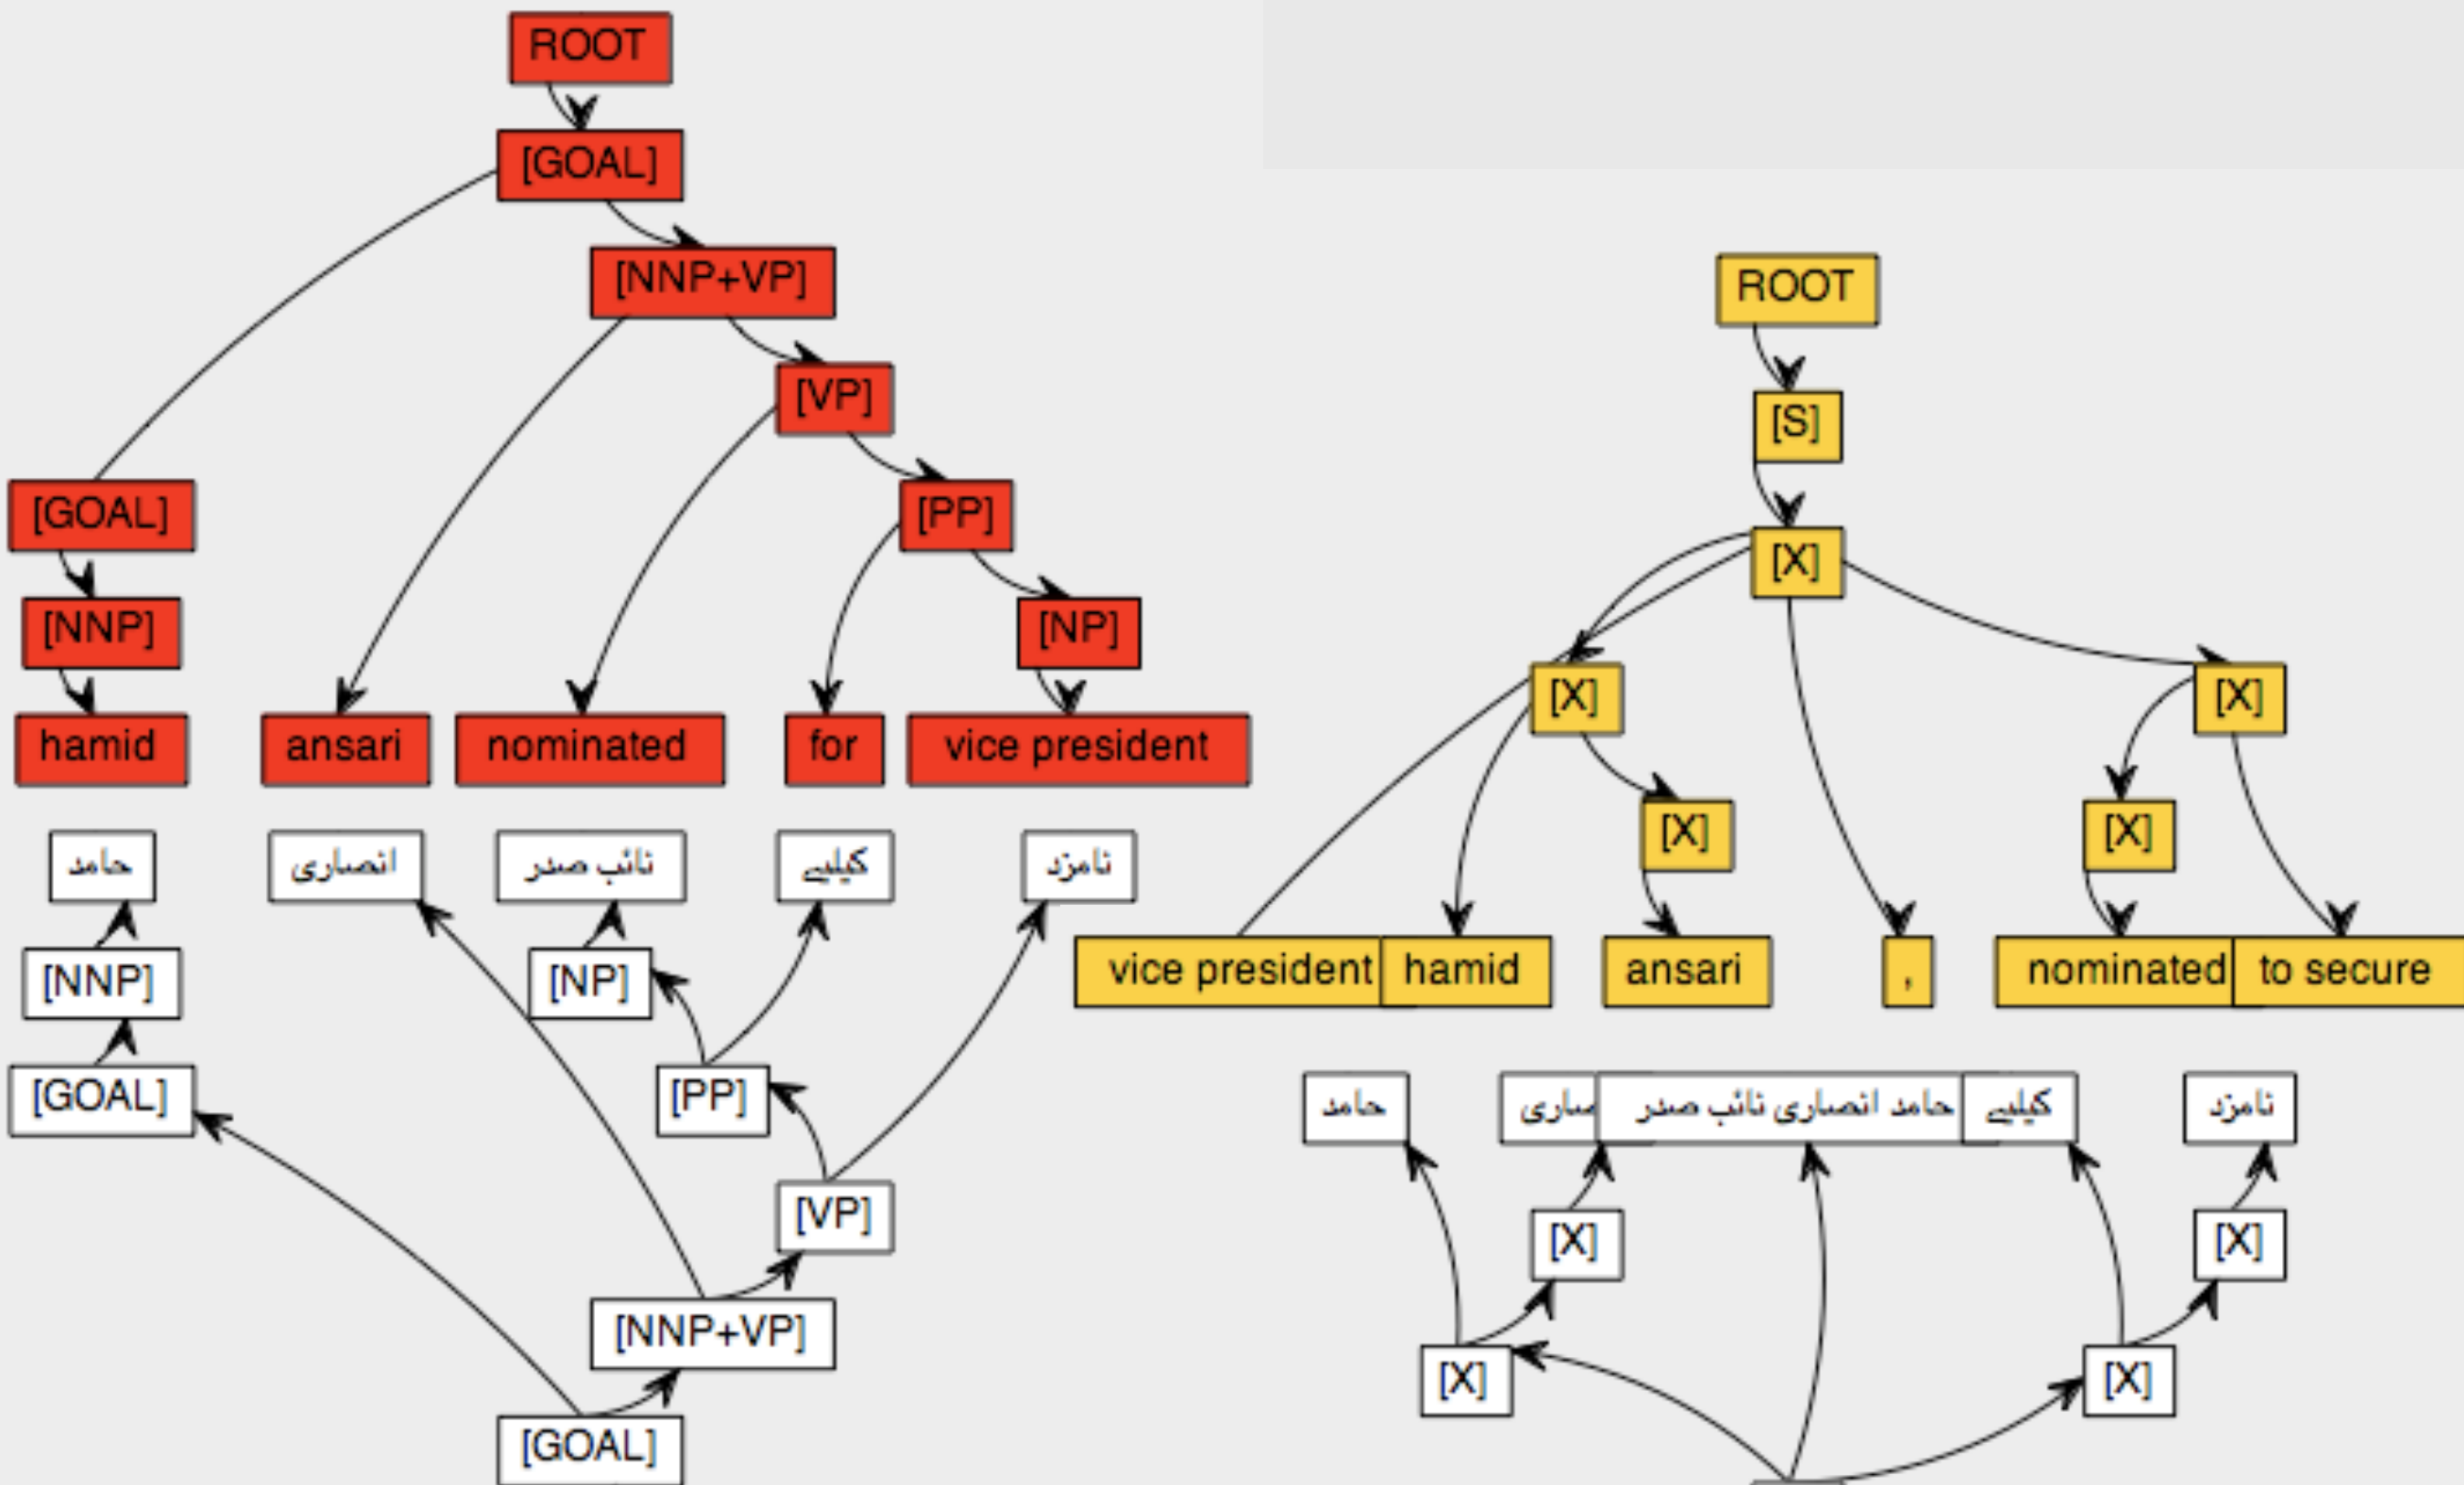 ROOT
[GOAL]
[NNP+VP]
[VP]
[GOAL]
[PP]
[NNP]
[NP]
hamid ansari nominated for vice president
حامد
انصاری
نائب صدر
کیلیے
نامزد
[NNP]
[NP]
[GOAL]
[PP]
[VP]
[NNP+VP]
[GOAL]
ROOT
[S]
[X]
[X]
[X]
[X]
[X]
vice president hamid ansari , nominated to secure
حامد
صاری
حامد انصاری نائب صدر
کیلیے
نامزد
[X]
[X]
[X]
[X]